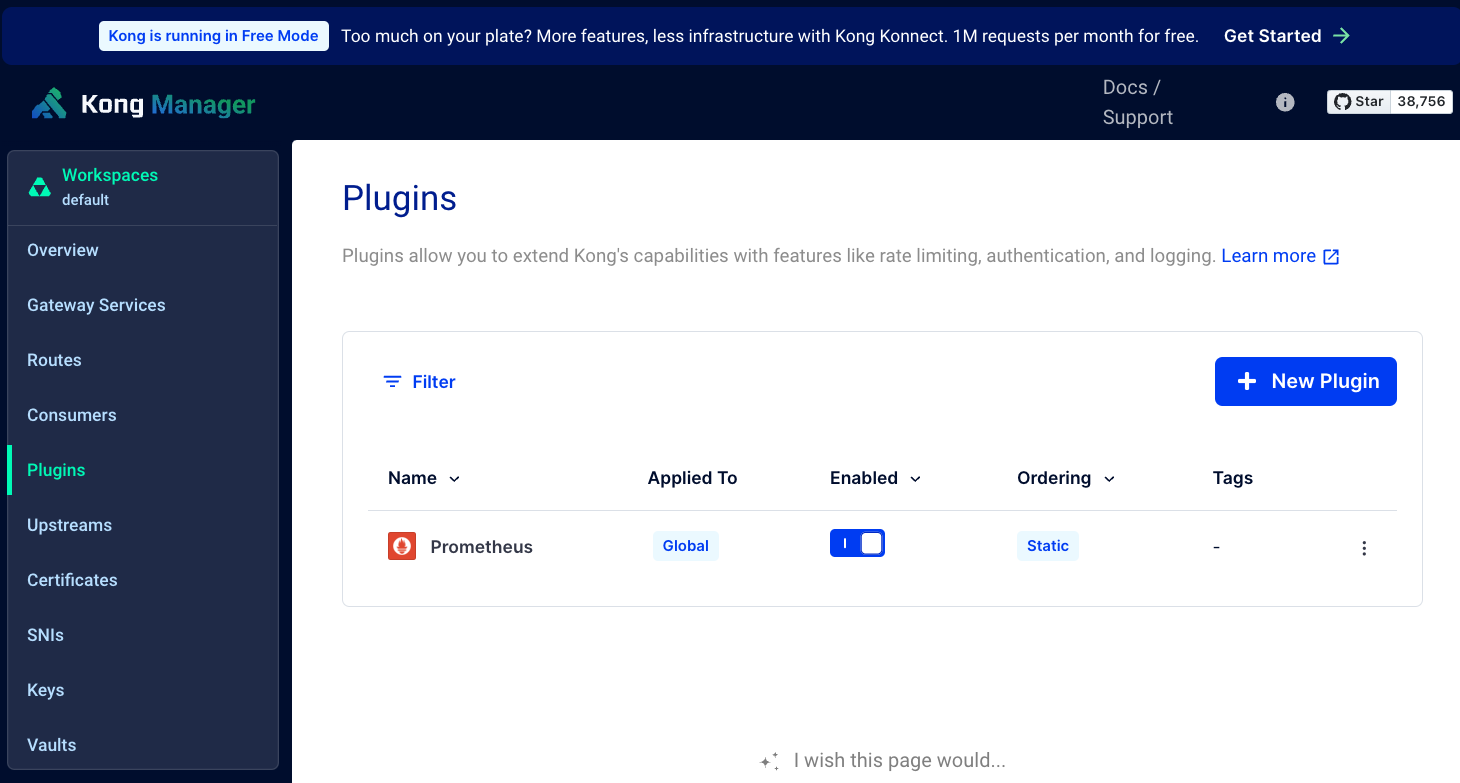 Kong is running in Free Mode Too much on your plate? More features, less infrastructure with Kong Konnect. 1M requests per month for free. Get Started
Kong Manager
Docs /
Support
Star 38,756
Workspaces
default
Overview
Gateway Services
Routes
Consumers
Plugins
Upstreams
Certificates
SNIs
Keys
Vaults
Plugins
Plugins allow you to extend Kong's capabilities with features like rate limiting, authentication, and logging. Learn more
Filter
New Plugin
Name Applied To Enabled Ordering Tags
Prometheus Global Static -
I wish this page would...